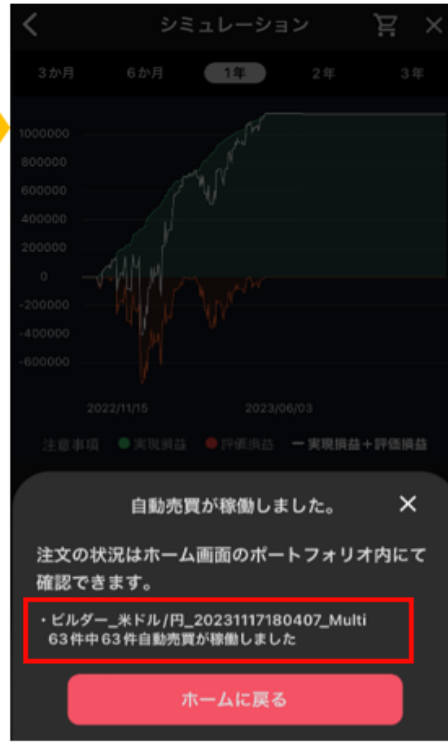 シミュレーション
3か月 6か月 1年 2年 3年
1000000
800000
600000
400000
200000
0
-200000
-400000
-600000
2022/11/15 2023/06/03
注意事項 実現損益 評価損益 実現損益+評価損益
自動売買が稼働しました。
注文の状況はホーム画面のポートフォリオ内にて
確認できます。
・ビルダー_米ドル/円_20231117180407_Multi
63件中63件自動売買が稼働しました
ホームに戻る